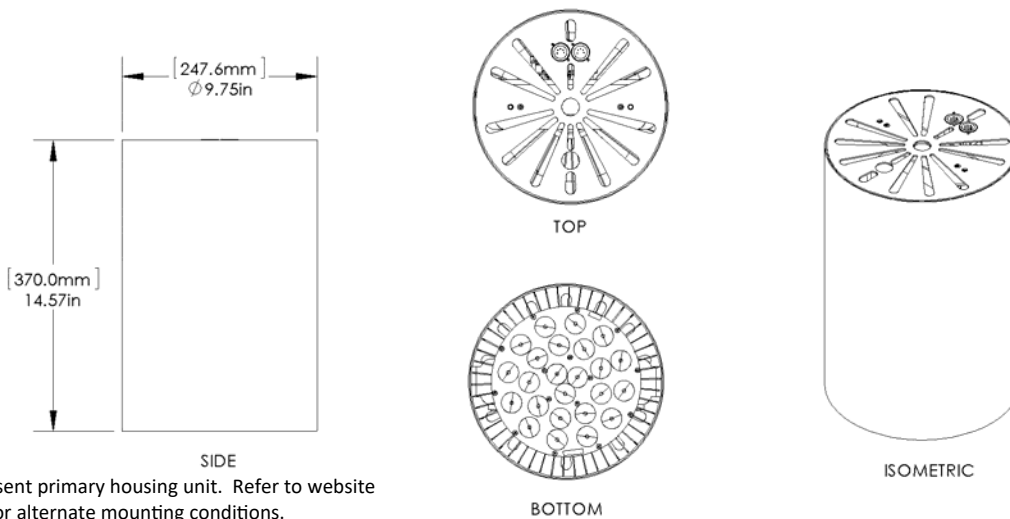 [247.6mm]
Ø9.75in
[370.0mm]
14.57in
SIDE
TOP
BOTTOM
ISOMETRIC
sent primary housing unit. Refer to website
or alternate mounting conditions.